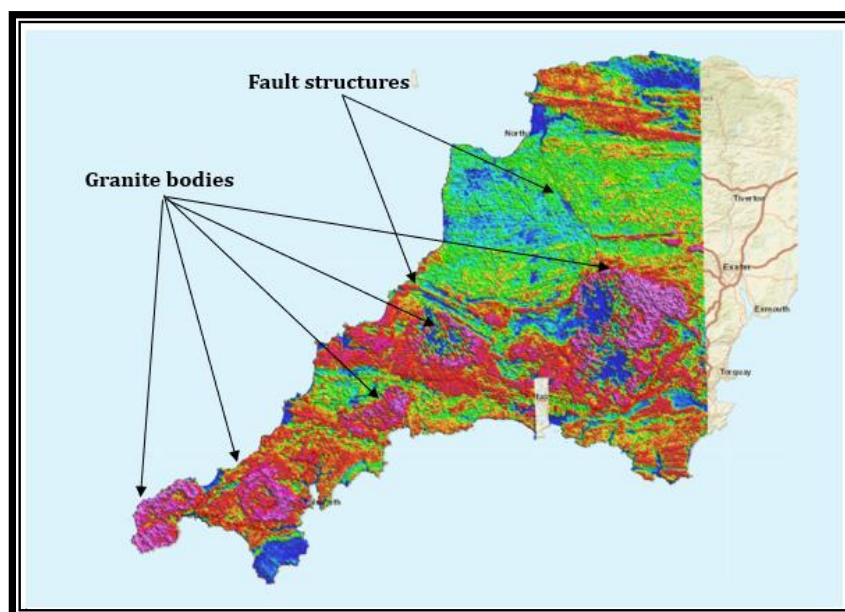 Fault structures
Granite bodies
North
Tiverton
Exeter
Exmouth
Torquay